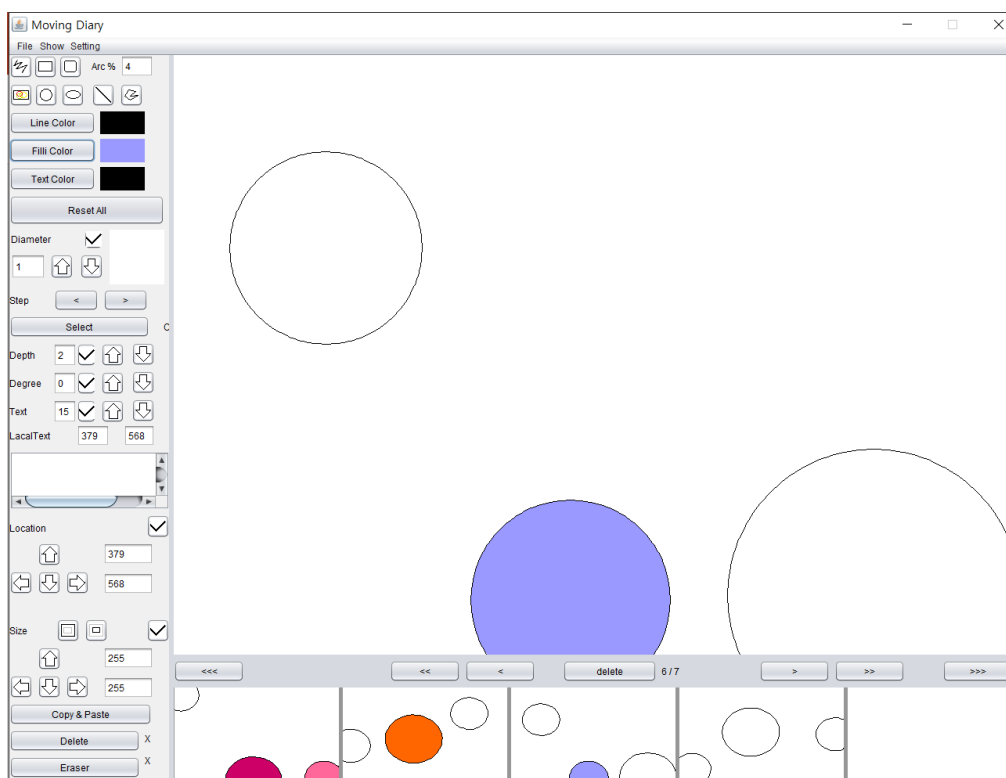 Moving Diary
File Show Setting
Arc % 4
Line Color
Filli Color
Text Color
Reset All
Diameter
1
Step < >
Select C
Depth 2
Degree 0
Text 15
LacalText 379 568
Location
379
568
Size
255
255
<<< << < delete 6 / 7 > >> >>>
Copy & Paste
Delete X
Eraser X